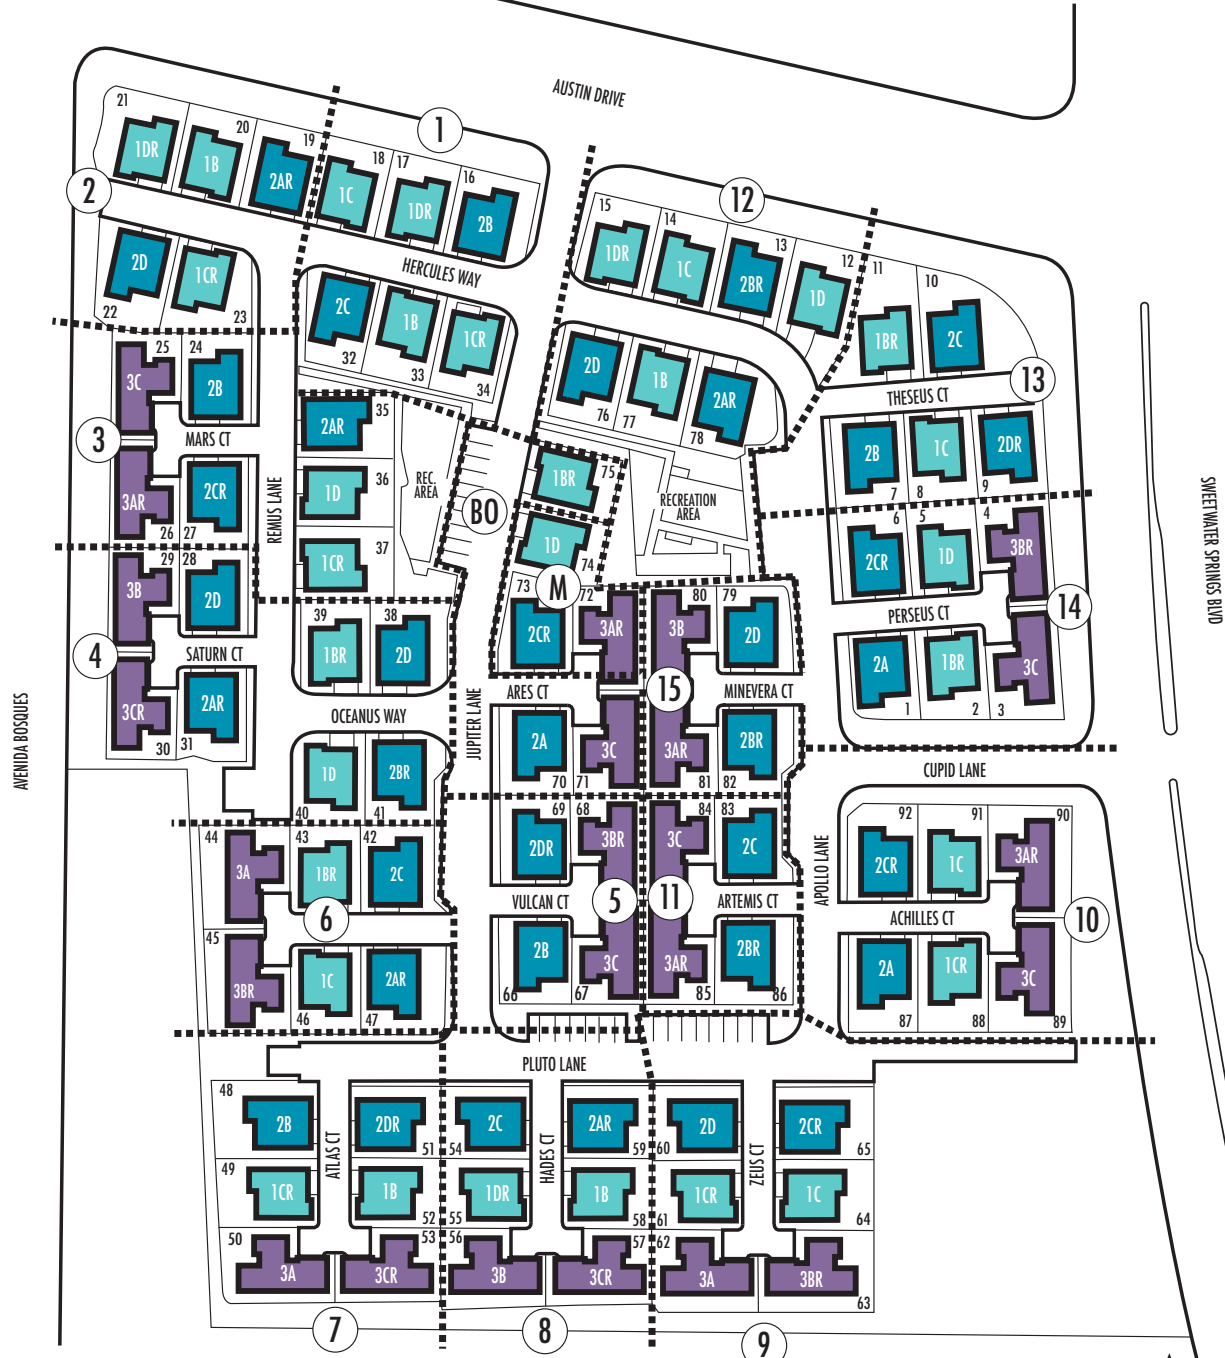 AUSTIN DRIVE
1
21
20
19
18
17
16
1DR
1B
2AR
1C
1DR
2B
2
12
15
14
13
12
11
10
1DR
1C
2BR
1D
1BR
2C
HERCULES WAY
2D
1CR
22
23
2C
1B
1CR
32
33
34
2D
1B
2AR
76
77
78
13
THESEUS CT
25
24
3C
2B
3
MARS CT
3AR
2CR
26
27
REMUS LANE
35
2AR
36
1D
37
1CR
REC.
AREA
BO
75
1BR
1D
74
M
RECREATION
AREA
2B
1C
2DR
7
8
9
6
5
4
2CR
1D
3BR
PERSEUS CT
14
2A
1BR
3C
1
2
3
SWEETWATER SPRINGS BLVD
29
28
3B
2D
4
SATURN CT
3CR
2AR
30
31
AVENIDA BOSQUES
39
38
1BR
2D
OCEANUS WAY
1D
2BR
40
41
JUPITER LANE
73
72
2CR
3AR
80
79
3B
2D
15
ARES CT
MINEVERA CT
2A
3C
3AR
2BR
70
71
81
82
CUPID LANE
44
43
42
3A
1BR
2C
6
45
3BR
1C
2AR
46
47
69
68
2DR
3BR
84
83
3C
2C
VULCAN CT
5
11
ARTEMIS CT
2B
3C
3AR
2BR
66
67
85
86
APOLLO LANE
92
91
90
2CR
1C
3AR
ACHILLES CT
10
2A
1CR
3C
87
88
89
PLUTO LANE
48
2B
2DR
51
54
2C
2AR
59
60
2D
2CR
65
ATLAS CT
HADES CT
ZEUS CT
49
1CR
1B
52
55
1DR
1B
58
61
1CR
1C
64
50
3A
3CR
53
56
3B
3CR
57
62
3A
3BR
63
7
8
9